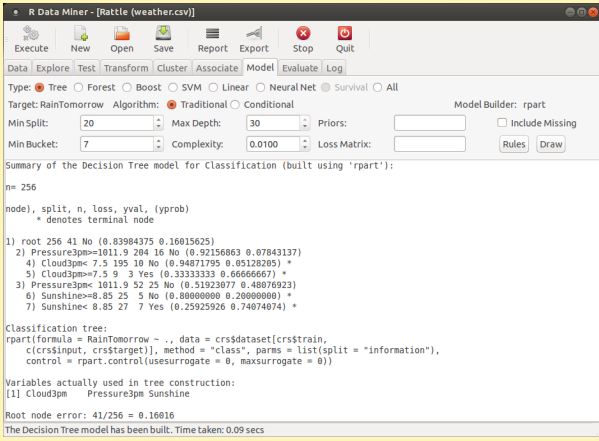 R Data Miner - [Rattle (weather.csv)]
Execute New Open Save Report Export Stop Quit
Data Explore Test Transform Cluster Associate Model Evaluate Log
Type: Tree Forest Boost SVM Linear Neural Net Survival All
Target: RainTomorrow Algorithm: Traditional Conditional Model Builder: rpart
Min Split: 20 Max Depth: 30 Priors: Include Missing
Min Bucket: 7 Complexity: 0.0100 Loss Matrix: Rules Draw
Summary of the Decision Tree model for Classification (built using 'rpart'):
n= 256
node), split, n, loss, yval, (yprob)
* denotes terminal node
1) root 256 41 No (0.83984375 0.16015625)
2) Pressure3pm>=1011.9 204 16 No (0.92156863 0.07843137)
4) Cloud3pm< 7.5 195 10 No (0.94871795 0.05128205) *
5) Cloud3pm>=7.5 9 3 Yes (0.33333333 0.66666667) *
3) Pressure3pm< 1011.9 52 25 No (0.51923077 0.48076923)
6) Sunshine>=8.85 25 5 No (0.80000000 0.20000000) *
7) Sunshine< 8.85 27 7 Yes (0.25925926 0.74074074) *
Classification tree:
rpart(formula = RainTomorrow ~ ., data = crs$dataset[crs$train,
c(crs$input, crs$target)], method = "class", parms = list(split = "information"),
control = rpart.control(usesurrogate = 0, maxsurrogate = 0))
Variables actually used in tree construction:
[1] Cloud3pm Pressure3pm Sunshine
Root node error: 41/256 = 0.16016
The Decision Tree model has been built. Time taken: 0.09 secs